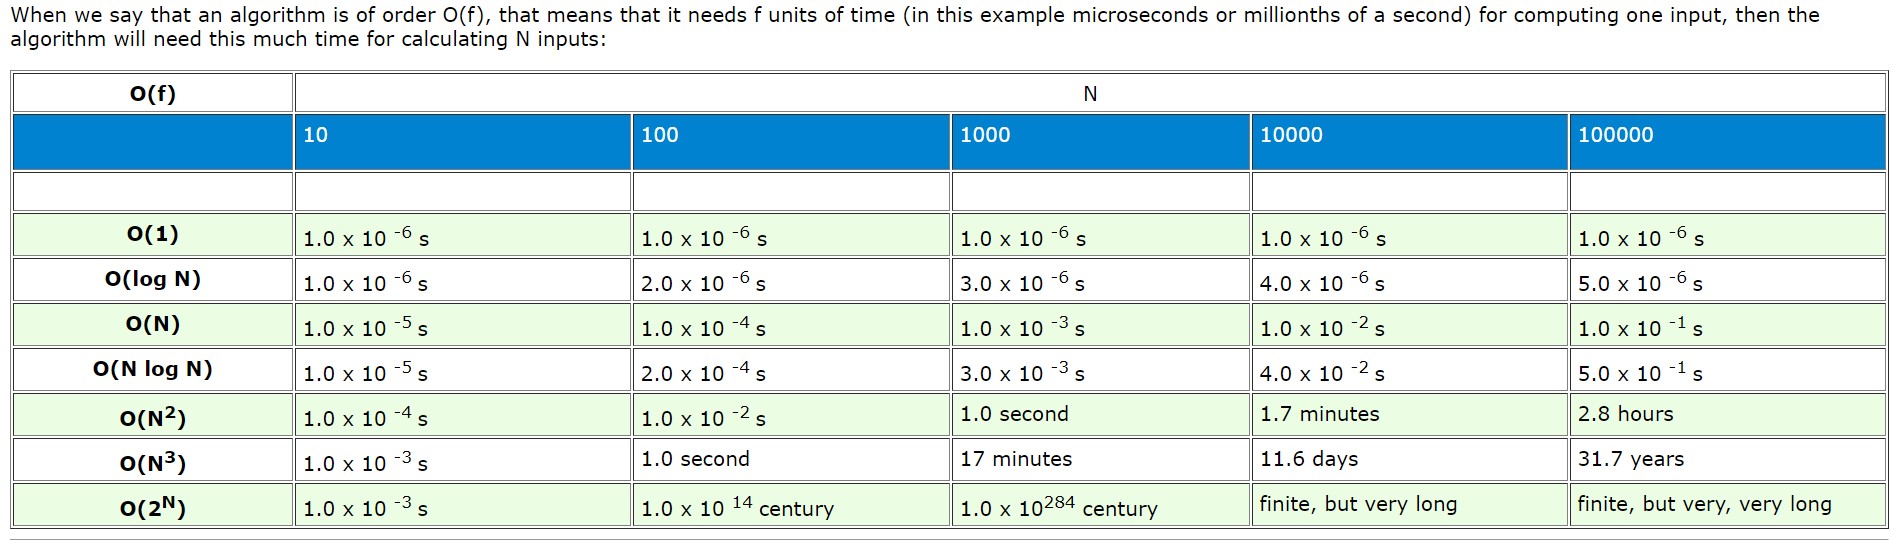 When we say that an algorithm is of order O(f), that means that it needs f units of time (in this example microseconds or millionths of a second) for computing one input, then the
algorithm will need this much time for calculating N inputs:
O(f) N
10 100 1000 10000 100000
O(1) 1.0 x 10 -6 s 1.0 x 10 -6 s 1.0 x 10 -6 s 1.0 x 10 -6 s 1.0 x 10 -6 s
O(log N) 1.0 x 10 -6 s 2.0 x 10 -6 s 3.0 x 10 -6 s 4.0 x 10 -6 s 5.0 x 10 -6 s
O(N) 1.0 x 10 -5 s 1.0 x 10 -4 s 1.0 x 10 -3 s 1.0 x 10 -2 s 1.0 x 10 -1 s
O(N log N) 1.0 x 10 -5 s 2.0 x 10 -4 s 3.0 x 10 -3 s 4.0 x 10 -2 s 5.0 x 10 -1 s
O(N2) 1.0 x 10 -4 s 1.0 x 10 -2 s 1.0 second 1.7 minutes 2.8 hours
O(N3) 1.0 x 10 -3 s 1.0 second 17 minutes 11.6 days 31.7 years
O(2N) 1.0 x 10 -3 s 1.0 x 10 14 century 1.0 x 10284 century finite, but very long finite, but very, very long